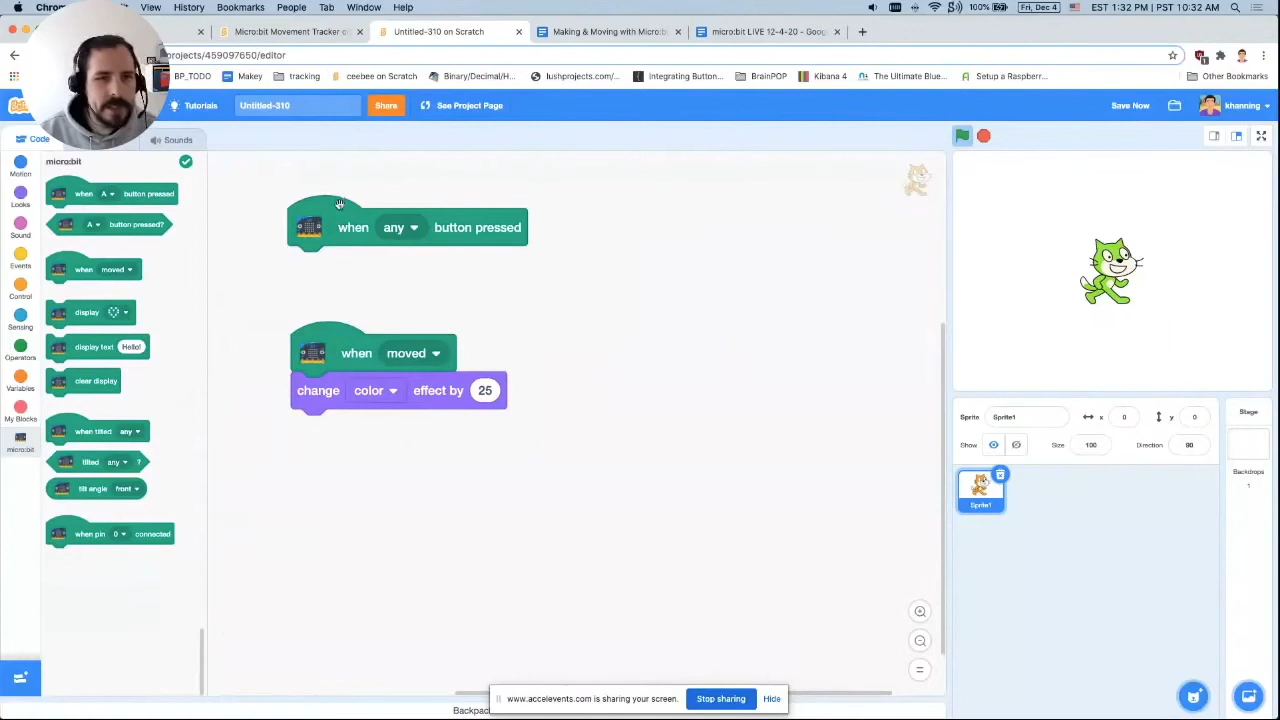 Chrom View History Bookmarks People Tab Window Help
100% Fri, Dec 4 EST 1:32 PM | PST 10:32 AM
Micro:bit Movement Tracker o
Untitled-310 on Scratch
Making & Moving with Micro:b
micro:bit LIVE 12-4-20 - Goog
projects/459097650/editor
BP_TODO
Makey
tracking
ceebee on Scratch
Binary/Decimal/H...
lushprojects.com/...
Integrating Button...
BrainPOP
Kibana 4
The Ultimate Blue...
Setup a Raspberr...
Other Bookmarks
Tutorials
Untitled-310
Share
See Project Page
Save Now
khanning
Code
Sounds
Motion
Looks
Sound
Events
Control
Sensing
Operators
Variables
My Blocks
micro:bit
micro:bit
when A button pressed
A button pressed?
when moved
display
display text Hello!
clear display
when tilted any
tilted any ?
tilt angle front
when pin 0 connected
when any button pressed
when moved
change color effect by 25
Sprite
Sprite1
x 0
y 0
Show
Size 100
Direction 90
Sprite1
Stage
Backdrops
1
www.accelevents.com is sharing your screen.
Stop sharing
Hide